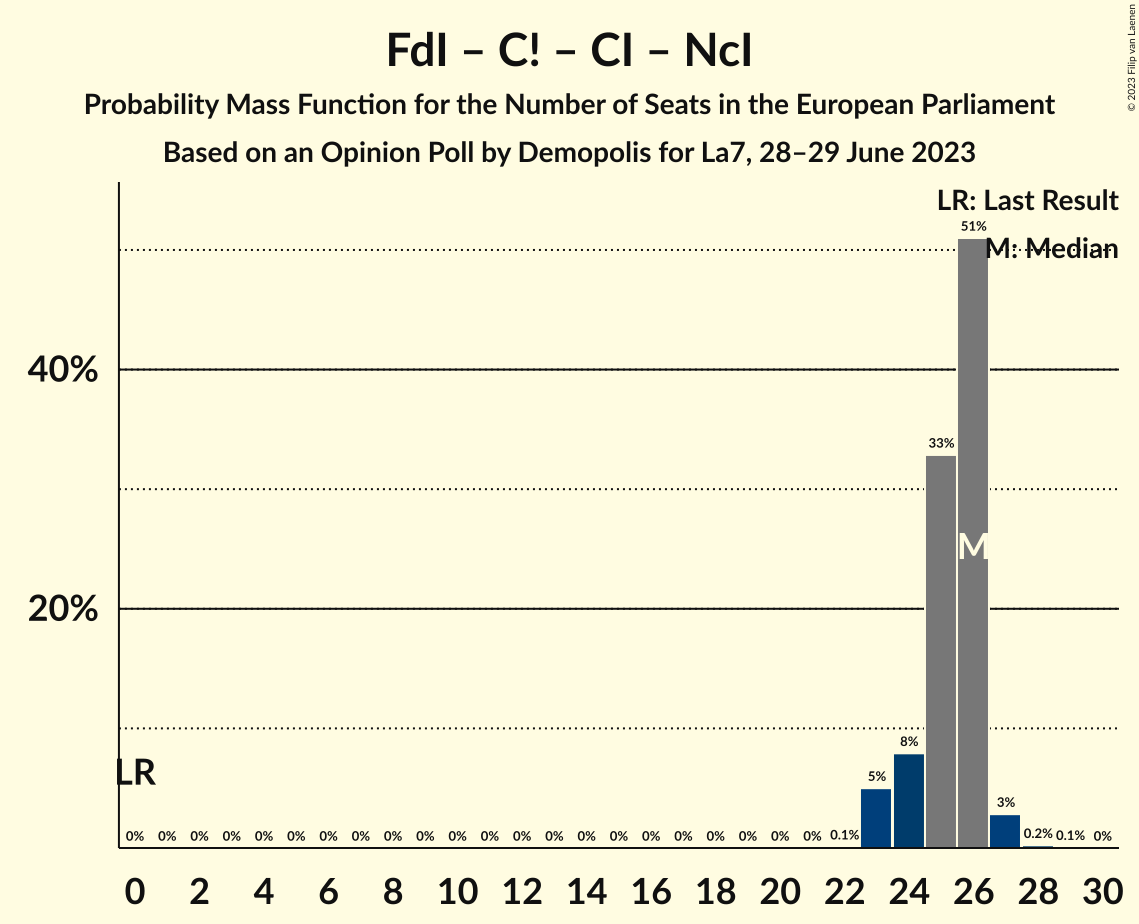 FdI – C! – CI – NcI
Probability Mass Function for the Number of Seats in the European Parliament
Based on an Opinion Poll by Demopolis for La7, 28–29 June 2023
© 2023 Filip van Laenen
LR: Last Result
M: Median
51%
40%
33%
M
20%
8%
LR
5%
3%
0% 0% 0% 0% 0% 0% 0% 0% 0% 0% 0% 0% 0% 0% 0% 0% 0% 0% 0% 0% 0% 0% 0.1% 0.2% 0.1% 0%
0 2 4 6 8 10 12 14 16 18 20 22 24 26 28 30